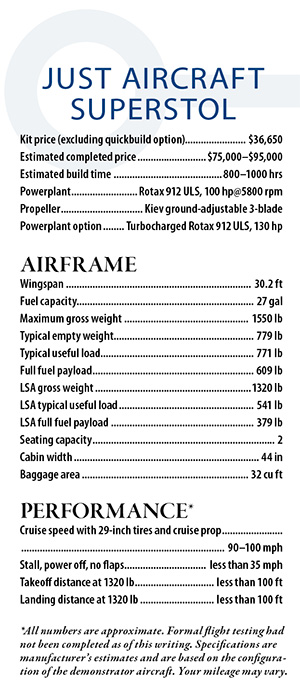 JUST AIRCRAFT
SUPERSTOL
Kit price (excluding quickbuild option)....................... $36,650
Estimated completed price.......................... $75,000–$95,000
Estimated build time ......................................... 800–1000 hrs
Powerplant......................... Rotax 912 ULS, 100 hp@5800 rpm
Propeller............................... Kiev ground-adjustable 3-blade
Powerplant option........ Turbocharged Rotax 912 ULS, 130 hp
AIRFRAME
Wingspan ...................................................................... 30.2 ft
Fuel capacity.................................................................... 27 gal
Maximum gross weight ............................................... 1550 lb
Typical empty weight..................................................... 779 lb
Typical useful load.......................................................... 771 lb
Full fuel payload............................................................. 609 lb
LSA gross weight ...........................................................1320 lb
LSA typical useful load................................................... 541 lb
LSA full fuel payload ...................................................... 379 lb
Seating capacity..................................................................... 2
Cabin width ...................................................................... 44 in
Baggage area ................................................................ 32 cu ft
PERFORMANCE*
Cruise speed with 29-inch tires and cruise prop.......................
............................................................................. 90–100 mph
Stall, power off, no flaps............................... less than 35 mph
Takeoff distance at 1320 lb.............................. less than 100 ft
Landing distance at 1320 lb ............................ less than 100 ft
*All numbers are approximate. Formal flight testing had
not been completed as of this writing. Specifications are
manufacturer's estimates and are based on the configura-
tion of the demonstrator aircraft. Your mileage may vary.